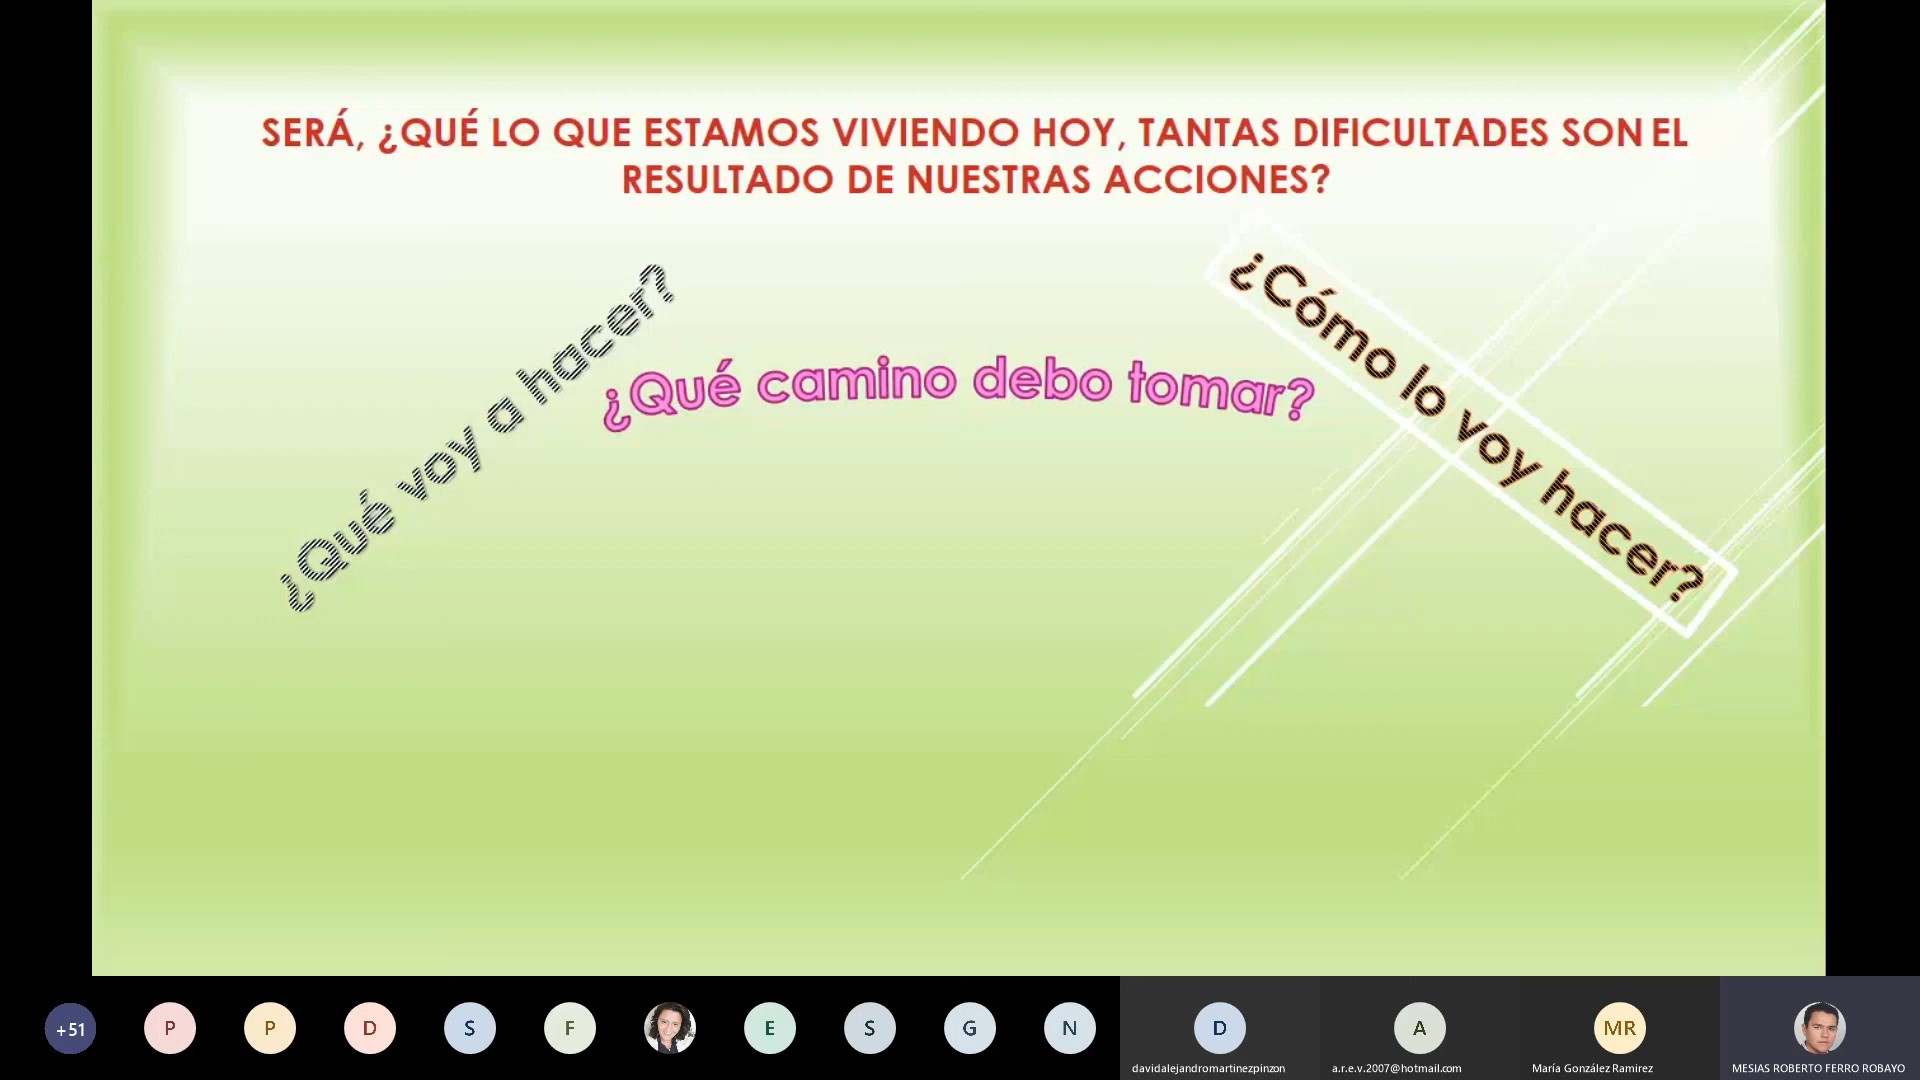 SERÁ, ¿QUÉ LO QUE ESTAMOS VIVIENDO HOY, TANTAS DIFICULTADES SON EL
RESULTADO DE NUESTRAS ACCIONES?
¿Qué voy a hacer?
¿Qué camino debo tomar?
¿Cómo lo voy hacer?
+51
P
P
D
S
F
E
S
G
N
D
davidalejandromartinezpinzon
A
a.r.e.v.2007@hotmail.com
MR
María González Ramirez
MESIAS ROBERTO FERRO ROBAYO